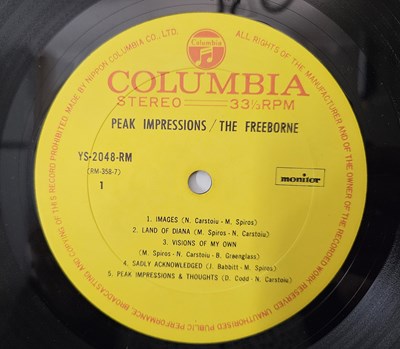 MADE BY NIPPON COLUMBIA CO., LTD. ALL RIGHTS OF THE MANUFACTURER AND OF THE OWNER OF THE RECORDED WORK RESERVED UNAUTHORISED PUBLIC PERFORMANCE BROADCASTING AND COPYING OF THIS RECORD PROHIBITED
Columbia
COLUMBIA
STEREO 33⅓RPM
PEAK IMPRESSIONS / THE FREEBORNE
YS-2048-RM
(RM-358-7)
1
monitor
1. IMAGES (N. Carstoiu - M. Spiros)
2. LAND OF DIANA (M. Spiros - N. Carstoiu)
3. VISIONS OF MY OWN
(M. Spiros - N. Carstoiu - B. Greenglass)
4. SADLY ACKNOWLEDGED (J. Babbitt - M. Spiros)
5. PEAK IMPRESSIONS & THOUGHTS (D. Codd - N. Carstoiu)